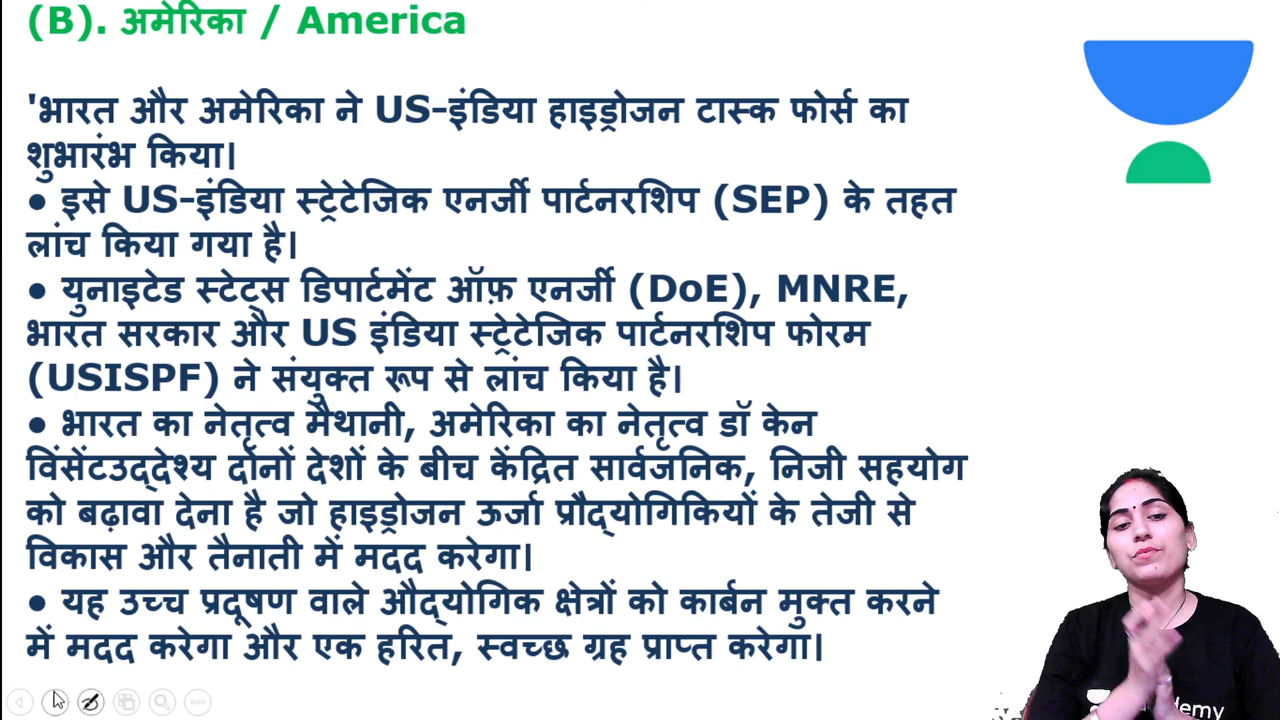 (B). अमेरिका / America
'भारत और अमेरिका ने US-इंडिया हाइड्रोजन टास्क फोर्स का
शुभारंभ किया।
• इसे US-इंडिया स्ट्रेटेजिक एनर्जी पार्टनरशिप (SEP) के तहत
लांच किया गया है।
• युनाइटेड स्टेट्स डिपार्टमेंट ऑफ़ एनर्जी (DoE), MNRE,
भारत सरकार और US इंडिया स्ट्रेटेजिक पार्टनरशिप फोरम
(USISPF) ने संयुक्त रूप से लांच किया है।
• भारत का नेतृत्व मैथानी, अमेरिका का नेतृत्व डॉ केन
विंसेंटउद्देश्य दोनों देशों के बीच केंद्रित सार्वजनिक, निजी सहयोग
को बढ़ावा देना है जो हाइड्रोजन ऊर्जा प्रौद्योगिकियों के तेजी से
विकास और तैनाती में मदद करेगा।
• यह उच्च प्रदूषण वाले औद्योगिक क्षेत्रों को कार्बन मुक्त करने
में मदद करेगा और एक हरित, स्वच्छ ग्रह प्राप्त करेगा।